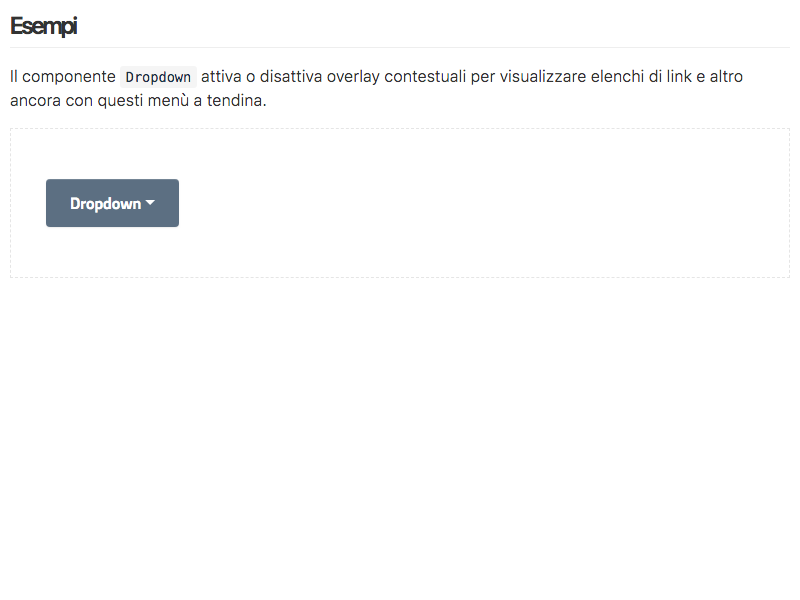 Esempi
Il componente Dropdown attiva o disattiva overlay contestuali per visualizzare elenchi di link e altro
ancora con questi menù a tendina.
Dropdown